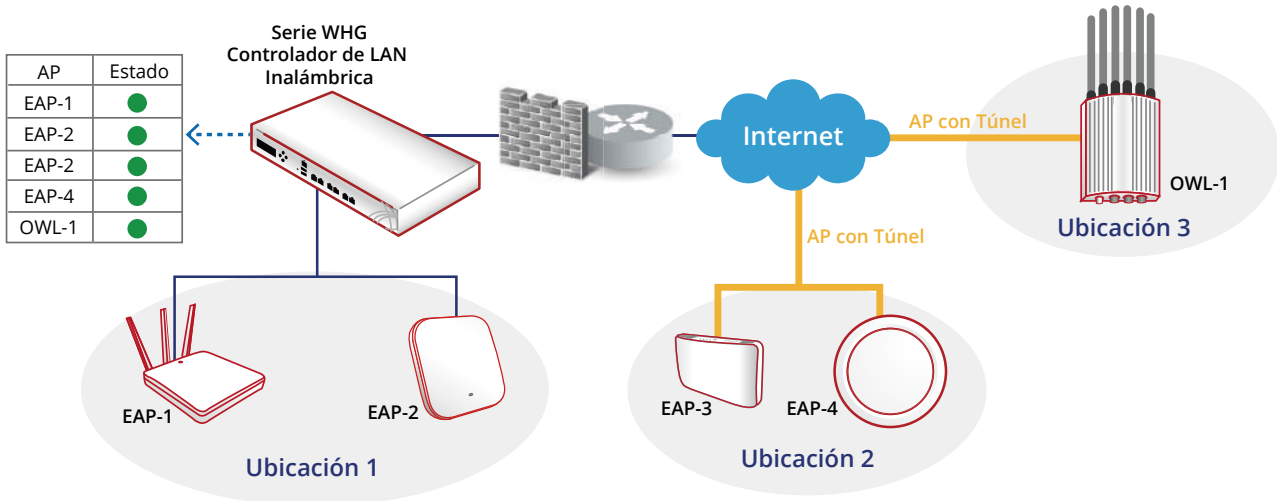 Serie WHG
Controlador de LAN
Inalámbrica
AP Estado
EAP-1
EAP-2
EAP-2
EAP-4
OWL-1
Internet
AP con Túnel
OWL-1
Ubicación 3
AP con Túnel
EAP-1
EAP-2
Ubicación 1
EAP-3
EAP-4
Ubicación 2